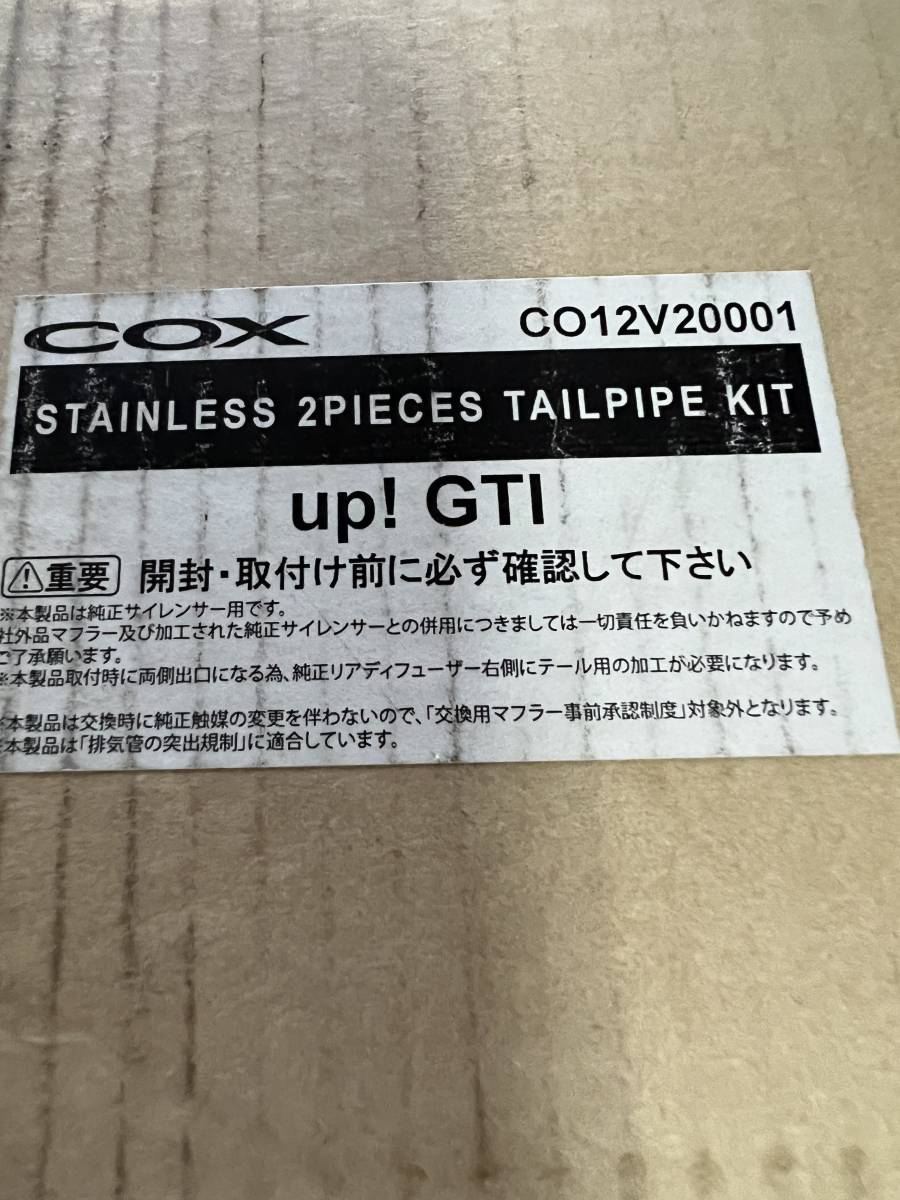 COX CO12V20001
STAINLESS 2PIECES TAILPIPE KIT
up! GTI
⚠重要 開封・取付け前に必ず確認して下さい
※本製品は純正サイレンサー用です。
社外品マフラー及び加工された純正サイレンサーとの併用につきましては一切責任を負いかねますので予め
ご了承願います。
※本製品取付時に両側出口になる為、純正リアディフューザー右側にテール用の加工が必要になります。
※本製品は交換時に純正触媒の変更を伴わないので、「交換用マフラー事前承認制度」対象外となります。
※本製品は「排気管の突出規制」に適合しています。